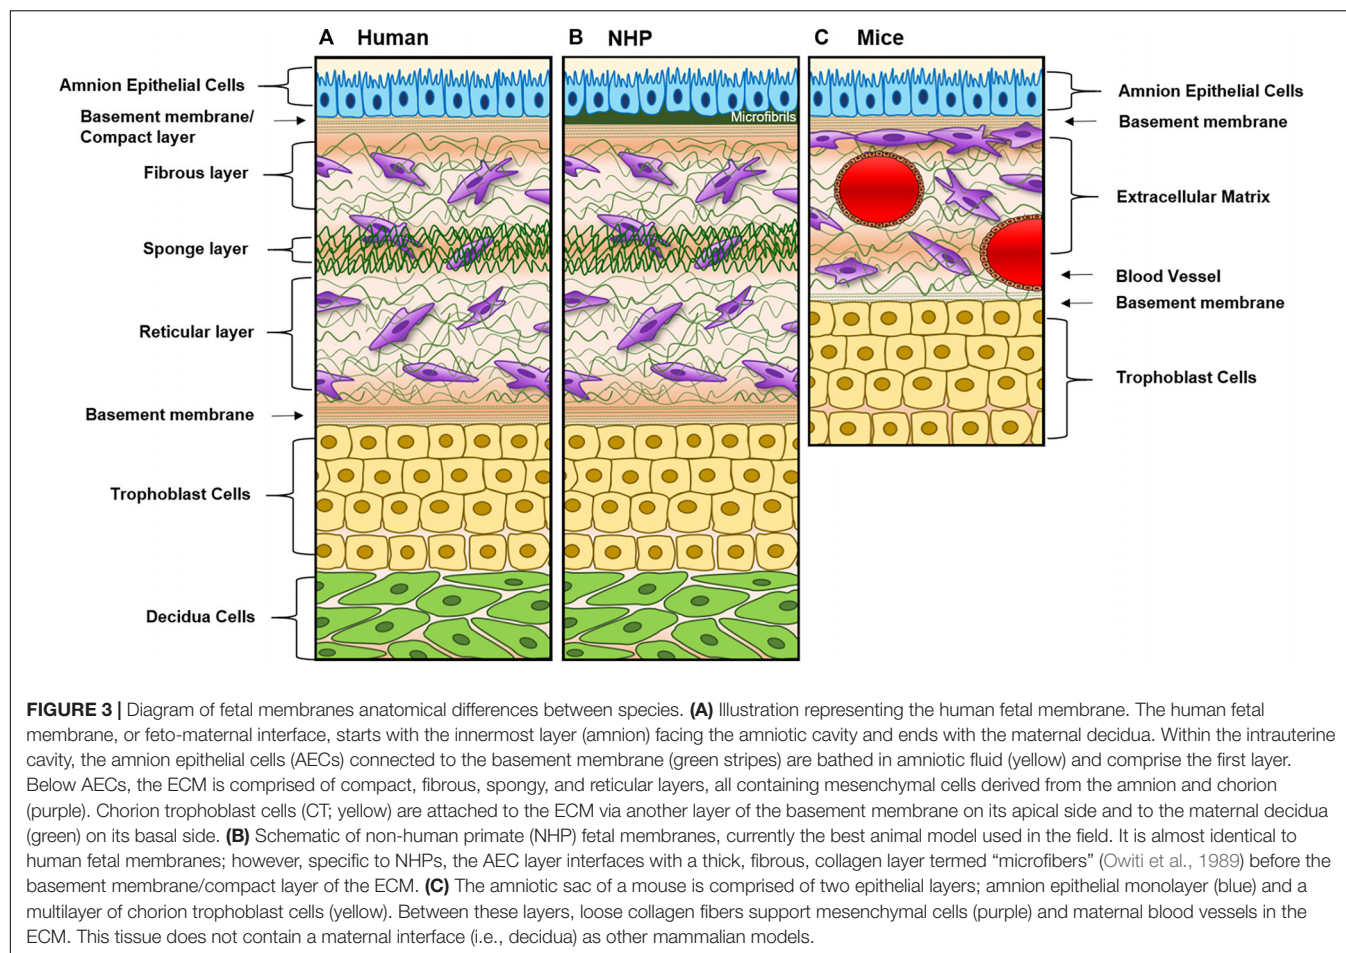 A Human
B NHP
C Mice
Amnion Epithelial Cells
Basement membrane/
Compact layer
Fibrous layer
Sponge layer
Reticular layer
Basement membrane
Trophoblast Cells
Decidua Cells
Microfibrils
Amnion Epithelial Cells
Basement membrane
Extracellular Matrix
Blood Vessel
Basement membrane
Trophoblast Cells
FIGURE 3 | Diagram of fetal membranes anatomical differences between species. (A) Illustration representing the human fetal membrane. The human fetal
membrane, or feto-maternal interface, starts with the innermost layer (amnion) facing the amniotic cavity and ends with the maternal decidua. Within the intrauterine
cavity, the amnion epithelial cells (AECs) connected to the basement membrane (green stripes) are bathed in amniotic fluid (yellow) and comprise the first layer.
Below AECs, the ECM is comprised of compact, fibrous, spongy, and reticular layers, all containing mesenchymal cells derived from the amnion and chorion
(purple). Chorion trophoblast cells (CT; yellow) are attached to the ECM via another layer of the basement membrane on its apical side and to the maternal decidua
(green) on its basal side. (B) Schematic of non-human primate (NHP) fetal membranes, currently the best animal model used in the field. It is almost identical to
human fetal membranes; however, specific to NHPs, the AEC layer interfaces with a thick, fibrous, collagen layer termed “microfibers” (Owiti et al., 1989) before the
basement membrane/compact layer of the ECM. (C) The amniotic sac of a mouse is comprised of two epithelial layers; amnion epithelial monolayer (blue) and a
multilayer of chorion trophoblast cells (yellow). Between these layers, loose collagen fibers support mesenchymal cells (purple) and maternal blood vessels in the
ECM. This tissue does not contain a maternal interface (i.e., decidua) as other mammalian models.